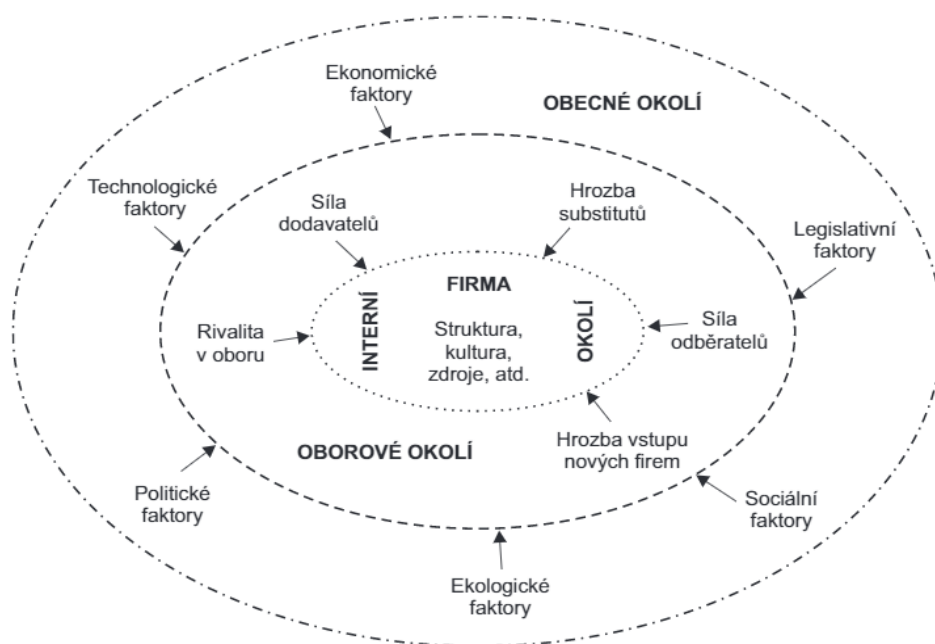 Ekonomické
faktory
OBECNÉ OKOLÍ
Technologické
faktory
Síla
dodavatelů
Hrozba
substitutů
Legislativní
faktory
FIRMA
INTERNÍ
OKOLÍ
Struktura,
kultura,
zdroje, atd.
Rivalita
v oboru
Síla
odběratelů
OBOROVÉ OKOLÍ
Hrozba vstupu
nových firem
Politické
faktory
Sociální
faktory
Ekologické
faktory